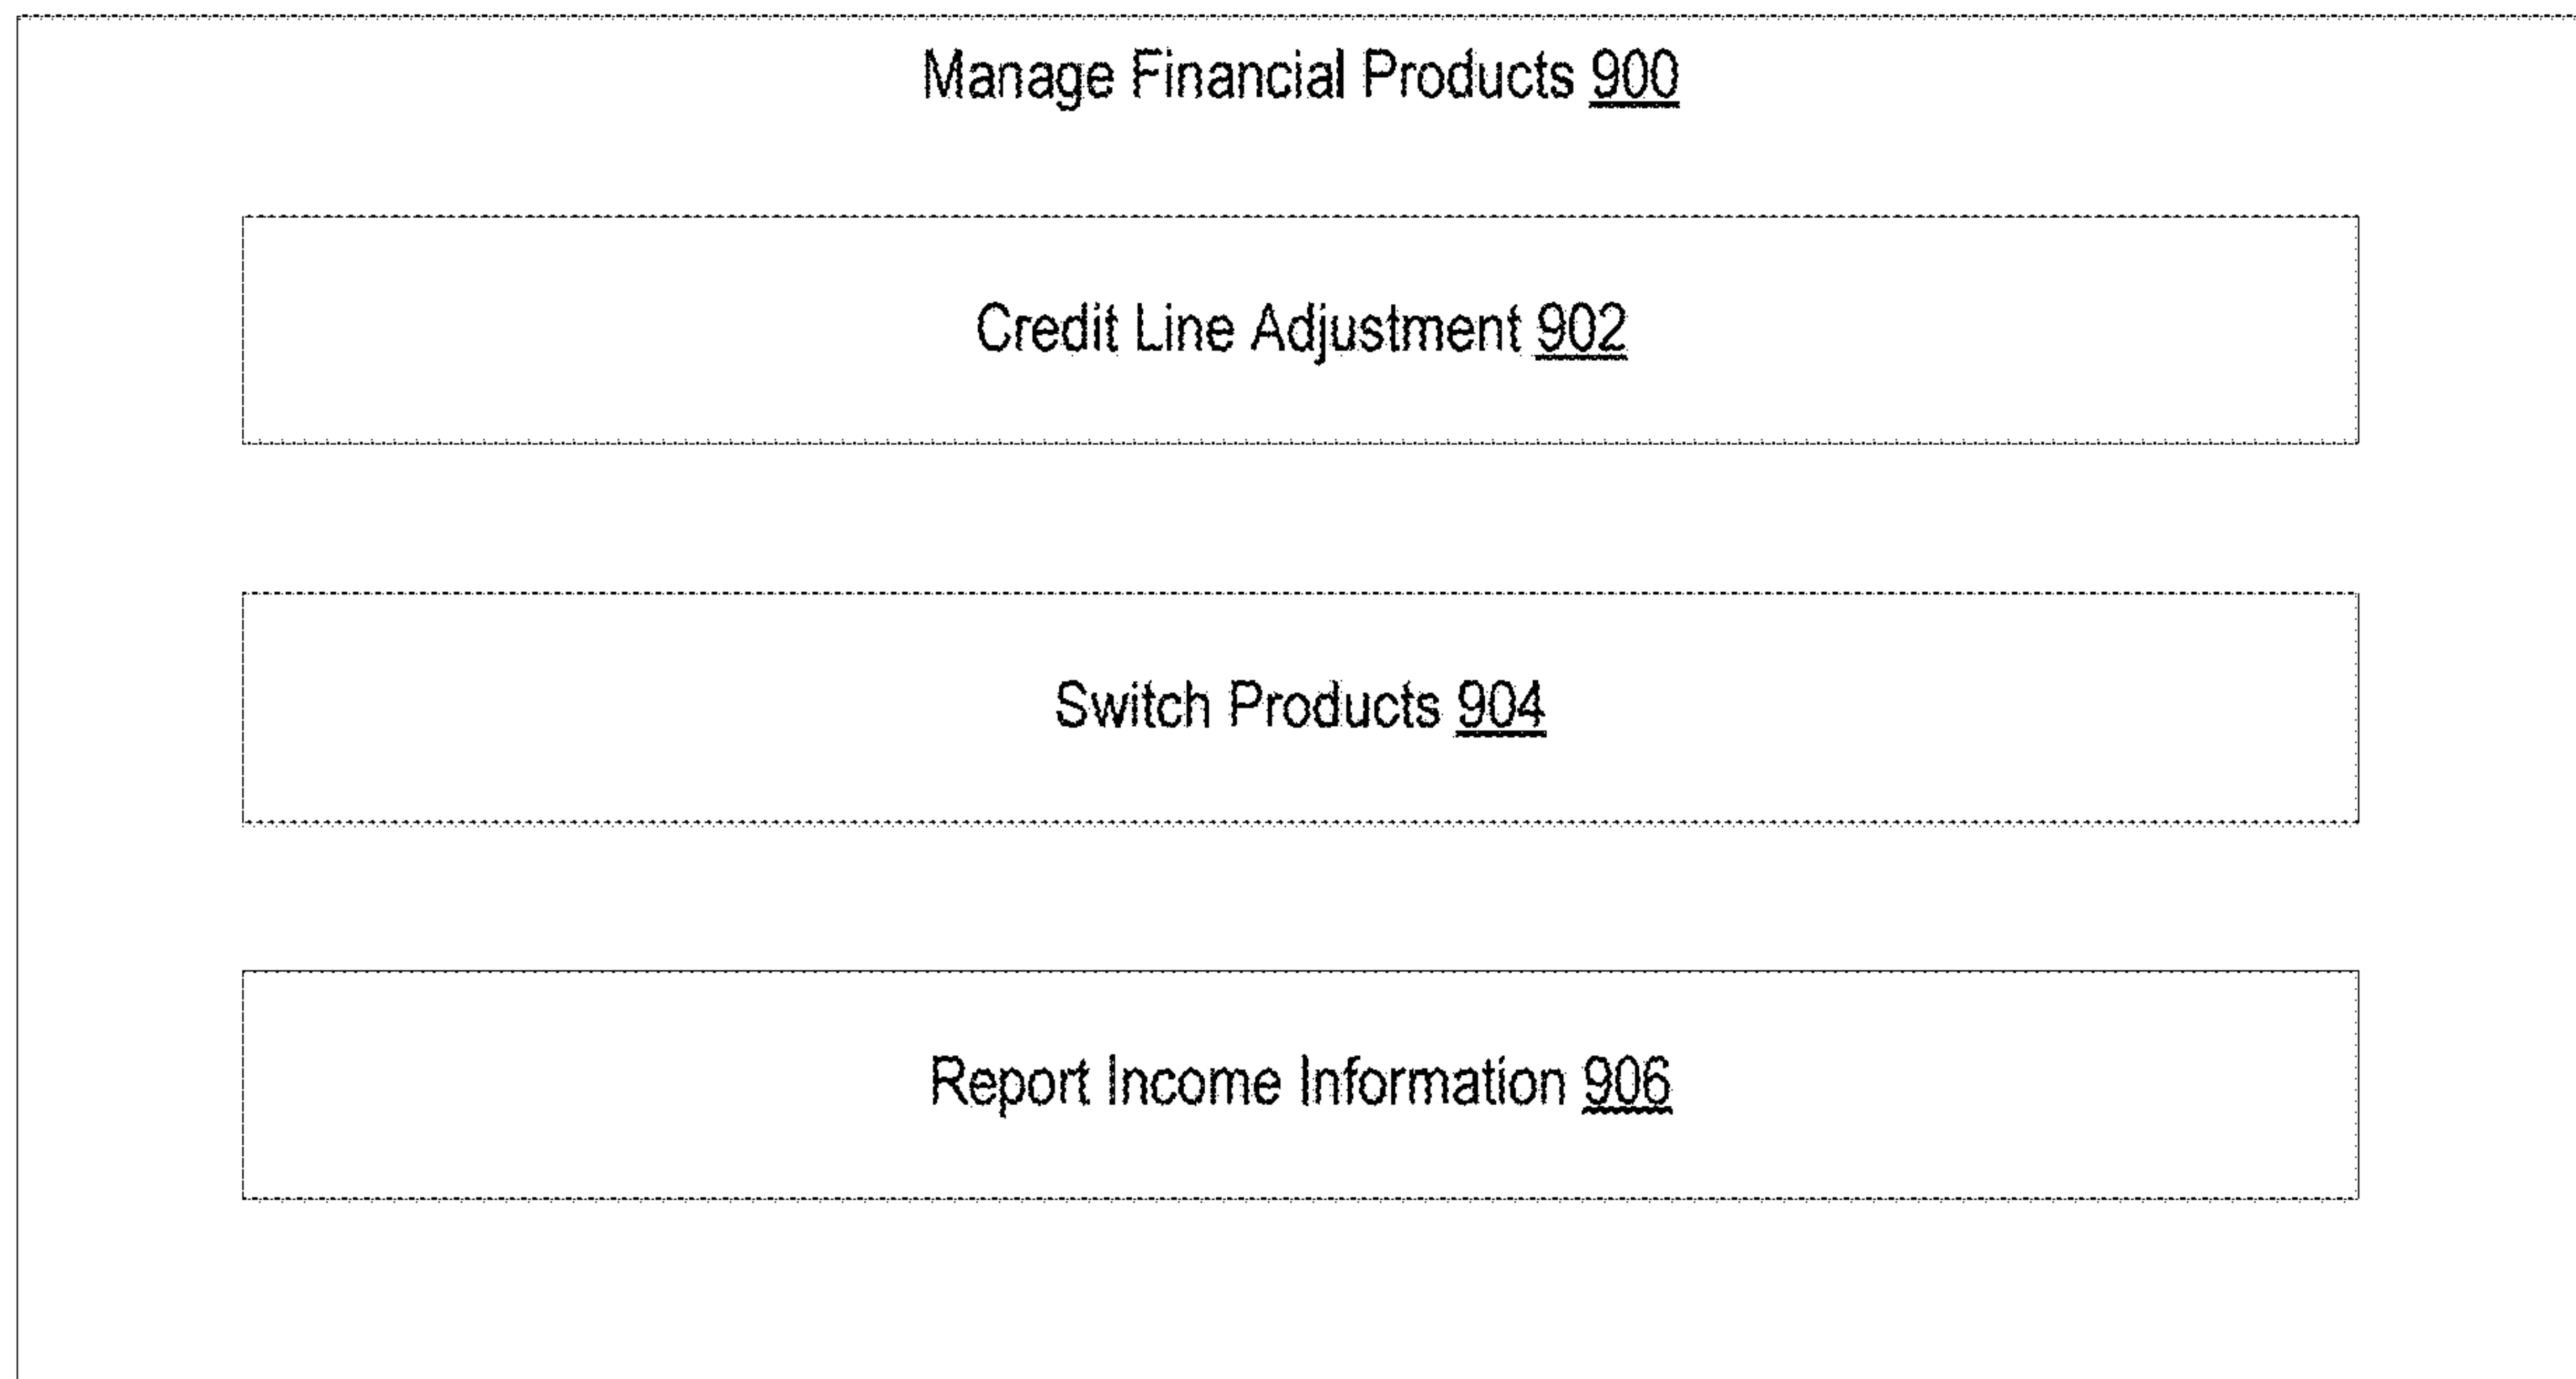 Manage Financial Products 900
Credit Line Adjustment 902
Switch Products 904
Report Income Information 906